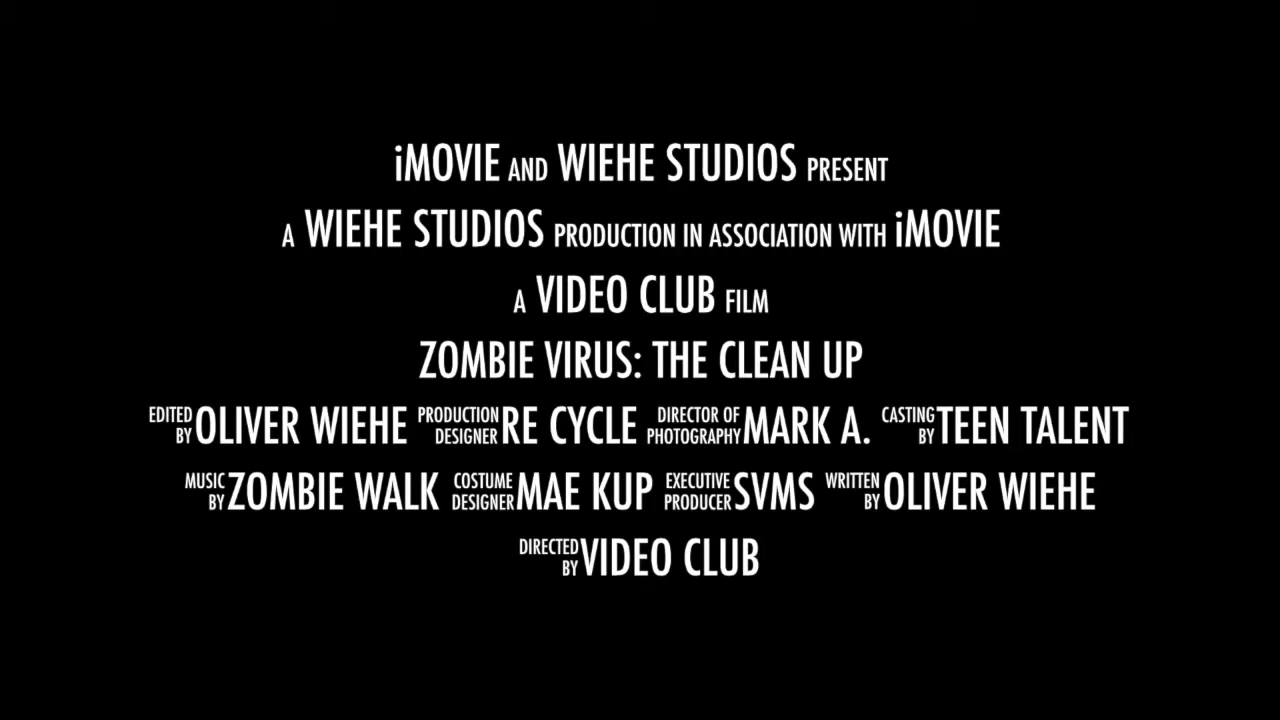 iMOVIE AND WIEHE STUDIOS PRESENT
A WIEHE STUDIOS PRODUCTION IN ASSOCIATION WITH iMOVIE
A VIDEO CLUB FILM
ZOMBIE VIRUS: THE CLEAN UP
EDITED BY OLIVER WIEHE PRODUCTION DESIGNER RE CYCLE DIRECTOR OF PHOTOGRAPHY MARK A. CASTING BY TEEN TALENT
MUSIC BY ZOMBIE WALK COSTUME DESIGNER MAE KUP EXECUTIVE PRODUCER SVMS WRITTEN BY OLIVER WIEHE
DIRECTED BY VIDEO CLUB